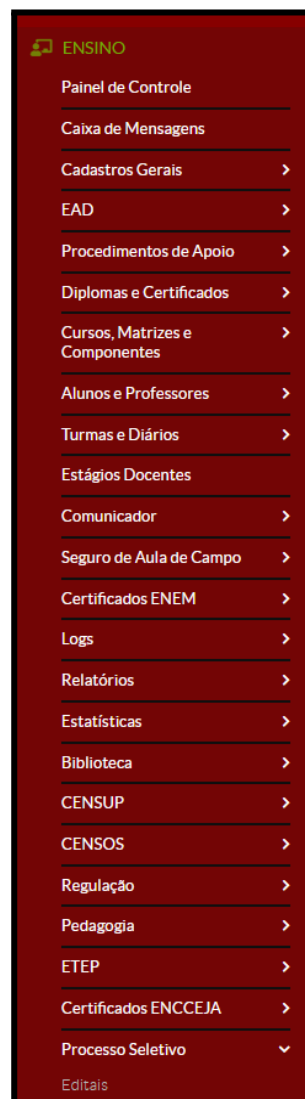 ENSINO
Painel de Controle
Caixa de Mensagens
Cadastros Gerais
EAD
Procedimentos de Apoio
Diplomas e Certificados
Cursos, Matrizes e
Componentes
Alunos e Professores
Turmas e Diários
Estágios Docentes
Comunicador
Seguro de Aula de Campo
Certificados ENEM
Logs
Relatórios
Estatísticas
Biblioteca
CENSUP
CENSOS
Regulação
Pedagogia
ETEP
Certificados ENCCEJA
Processo Seletivo
Editais